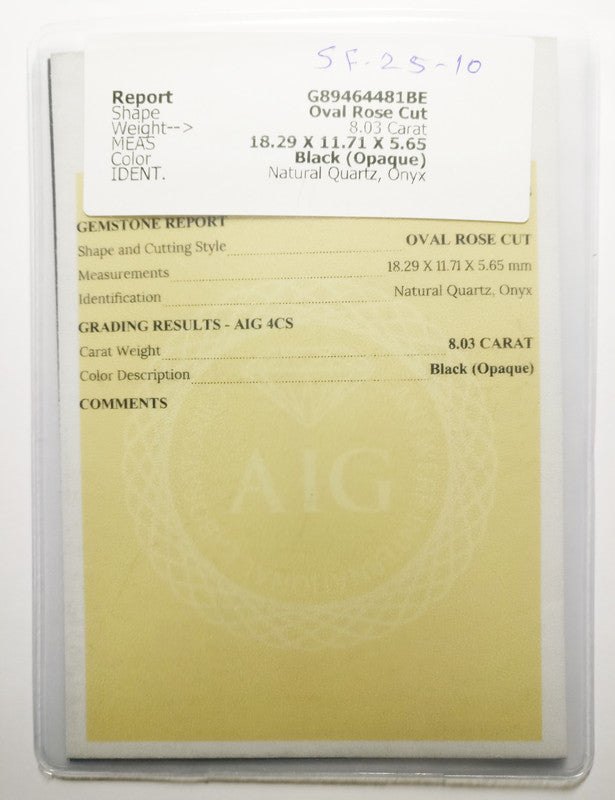 SF-25-10
Report G89464481BE
Shape Oval Rose Cut
Weight--> 8.03 Carat
MEAS 18.29 X 11.71 X 5.65
Color Black (Opaque)
IDENT. Natural Quartz, Onyx
GEMSTONE REPORT
Shape and Cutting Style OVAL ROSE CUT
Measurements 18.29 X 11.71 X 5.65 mm
Identification Natural Quartz, Onyx
GRADING RESULTS - AIG 4CS
Carat Weight 8.03 CARAT
Color Description Black (Opaque)
COMMENTS
AIG